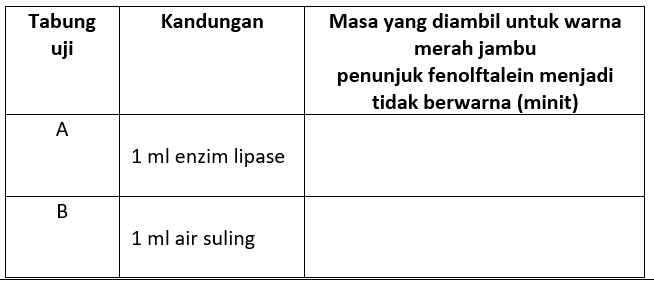 Tabung uji
Kandungan
Masa yang diambil untuk warna
merah jambu
penunjuk fenolftalein menjadi
tidak berwarna (minit)
A
1 ml enzim lipase
B
1 ml air suling